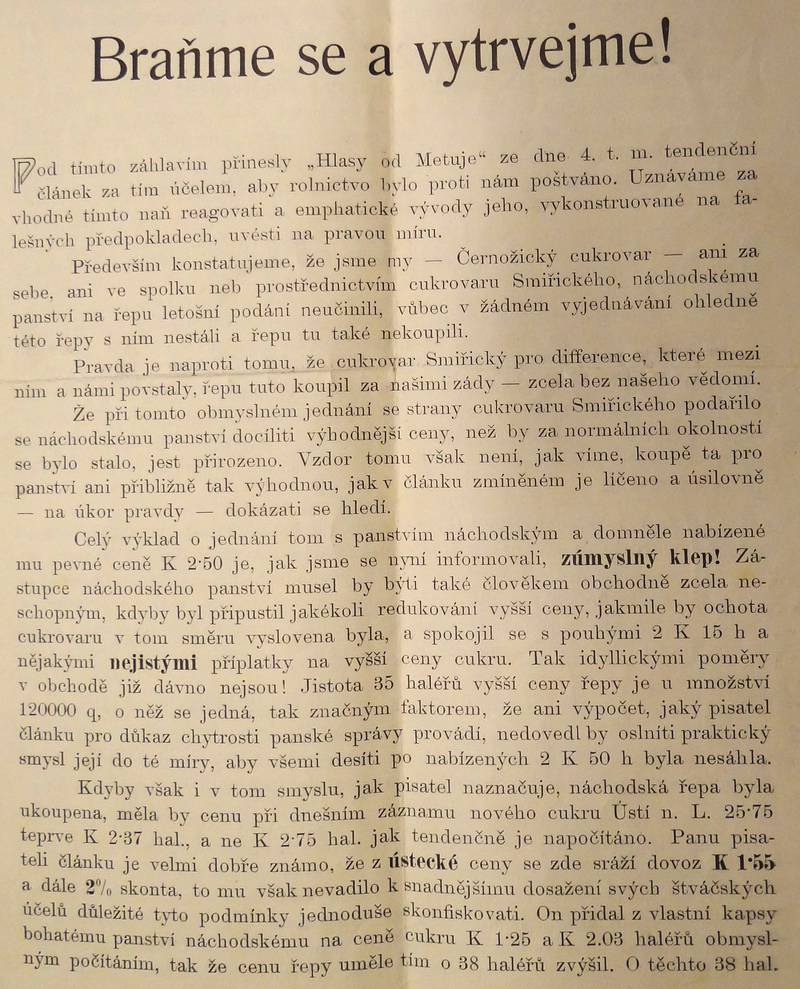 Braňme se a vytrvejme!
Pod tímto záhlavím přinesly „Hlasy od Metuje“ ze dne 4. t. m. tendenční
článek za tím účelem, aby rolnictvo bylo proti nám poštváno. Uznáváme za
vhodné tímto naň reagovati a emphatické vývody jeho, vykonstruované na fa-
lešných předpokladech, uvésti na pravou míru.
Především konstatujeme, že jsme my — Černožický cukrovar — ani za
sebe, ani ve spolku neb prostřednictvím cukrovaru Smiřického, náchodskému
panství na řepu letošní podání neučinili, vůbec v žádném vyjednávání ohledně
této řepy s ním nestáli a řepu tu také nekoupili.
Pravda je naproti tomu, že cukrovar Smiřický pro difference, které mezi
ním a námi povstaly, řepu tuto koupil za našimi zády — zcela bez našeho vědomí.
Že při tomto obmyslném jednání se strany cukrovaru Smiřického podařilo
se náchodskému panství docíliti výhodnější ceny, než by za normálních okolností
se bylo stalo, jest přirozeno. Vzdor tomu však není, jak víme, koupě ta pro
panství ani přibližně tak výhodnou, jak v článku zmíněném je líčeno a úsilovně
— na úkor pravdy — dokázati se hledí.
Celý výklad o jednání tom s panstvím náchodským a domněle nabízené
mu pevné ceně K 2·50 je, jak jsme se nyní informovali, zúmyslný klep! Zá-
stupce náchodského panství musel by býti také člověkem obchodně zcela ne-
schopným, kdyby byl připustil jakékoli redukování vyšší ceny, jakmile by ochota
cukrovaru v tom směru vyslovena byla, a spokojil se s pouhými 2 K 15 h a
nějakými nejistými příplatky na vyšší ceny cukru. Tak idyllickými poměry
v obchodě již dávno nejsou! Jistota 35 haléřů vyšší ceny řepy je u množství
120000 q, o něž se jedná, tak značným faktorem, že ani výpočet, jaký pisatel
článku pro důkaz chytrosti panské správy provádí, nedovedl by oslniti praktický
smysl její do té míry, aby všemi desíti po nabízených 2 K 50 h byla nesáhla.
Kdyby však i v tom smyslu, jak pisatel naznačuje, náchodská řepa byla
ukoupena, měla by cenu při dnešním záznamu nového cukru Ústí n. L. 25·75
teprve K 2·37 hal., a ne K 2·75 hal. jak tendenčně je napočítáno. Panu pisa-
teli článku je velmi dobře známo, že z ústecké ceny se zde sráží dovoz K 1·55
a dále 2% skonta, to mu však nevadilo k snadnějšímu dosažení svých štváčských
účelů důležité tyto podmínky jednoduše skonfiskovati. On přidal z vlastní kapsy
bohatému panství náchodskému na ceně cukru K 1·25 a K 2.03 haléřů obmysl-
ným počítáním, tak že cenu řepy uměle tím o 38 haléřů zvýšil. O těchto 38 hal.